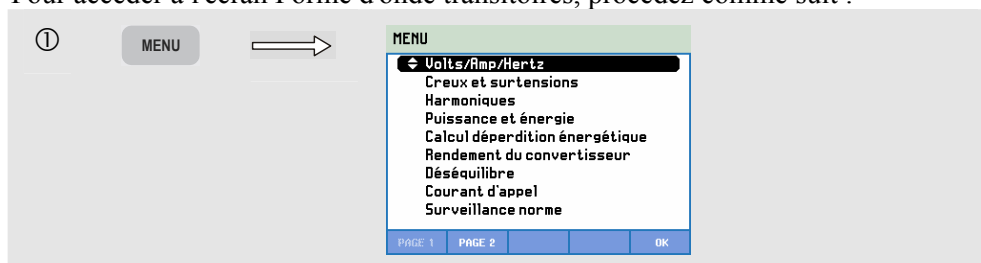 Pour accéder à l'écran Forme d'onde transitoires, procédez comme suit :
① MENU
MENU
Volts/Amp/Hertz
Creux et surtensions
Harmoniques
Puissance et énergie
Calcul déperdition énergétique
Rendement du convertisseur
Déséquilibre
Courant d'appel
Surveillance norme
PAGE 1 PAGE 2 OK